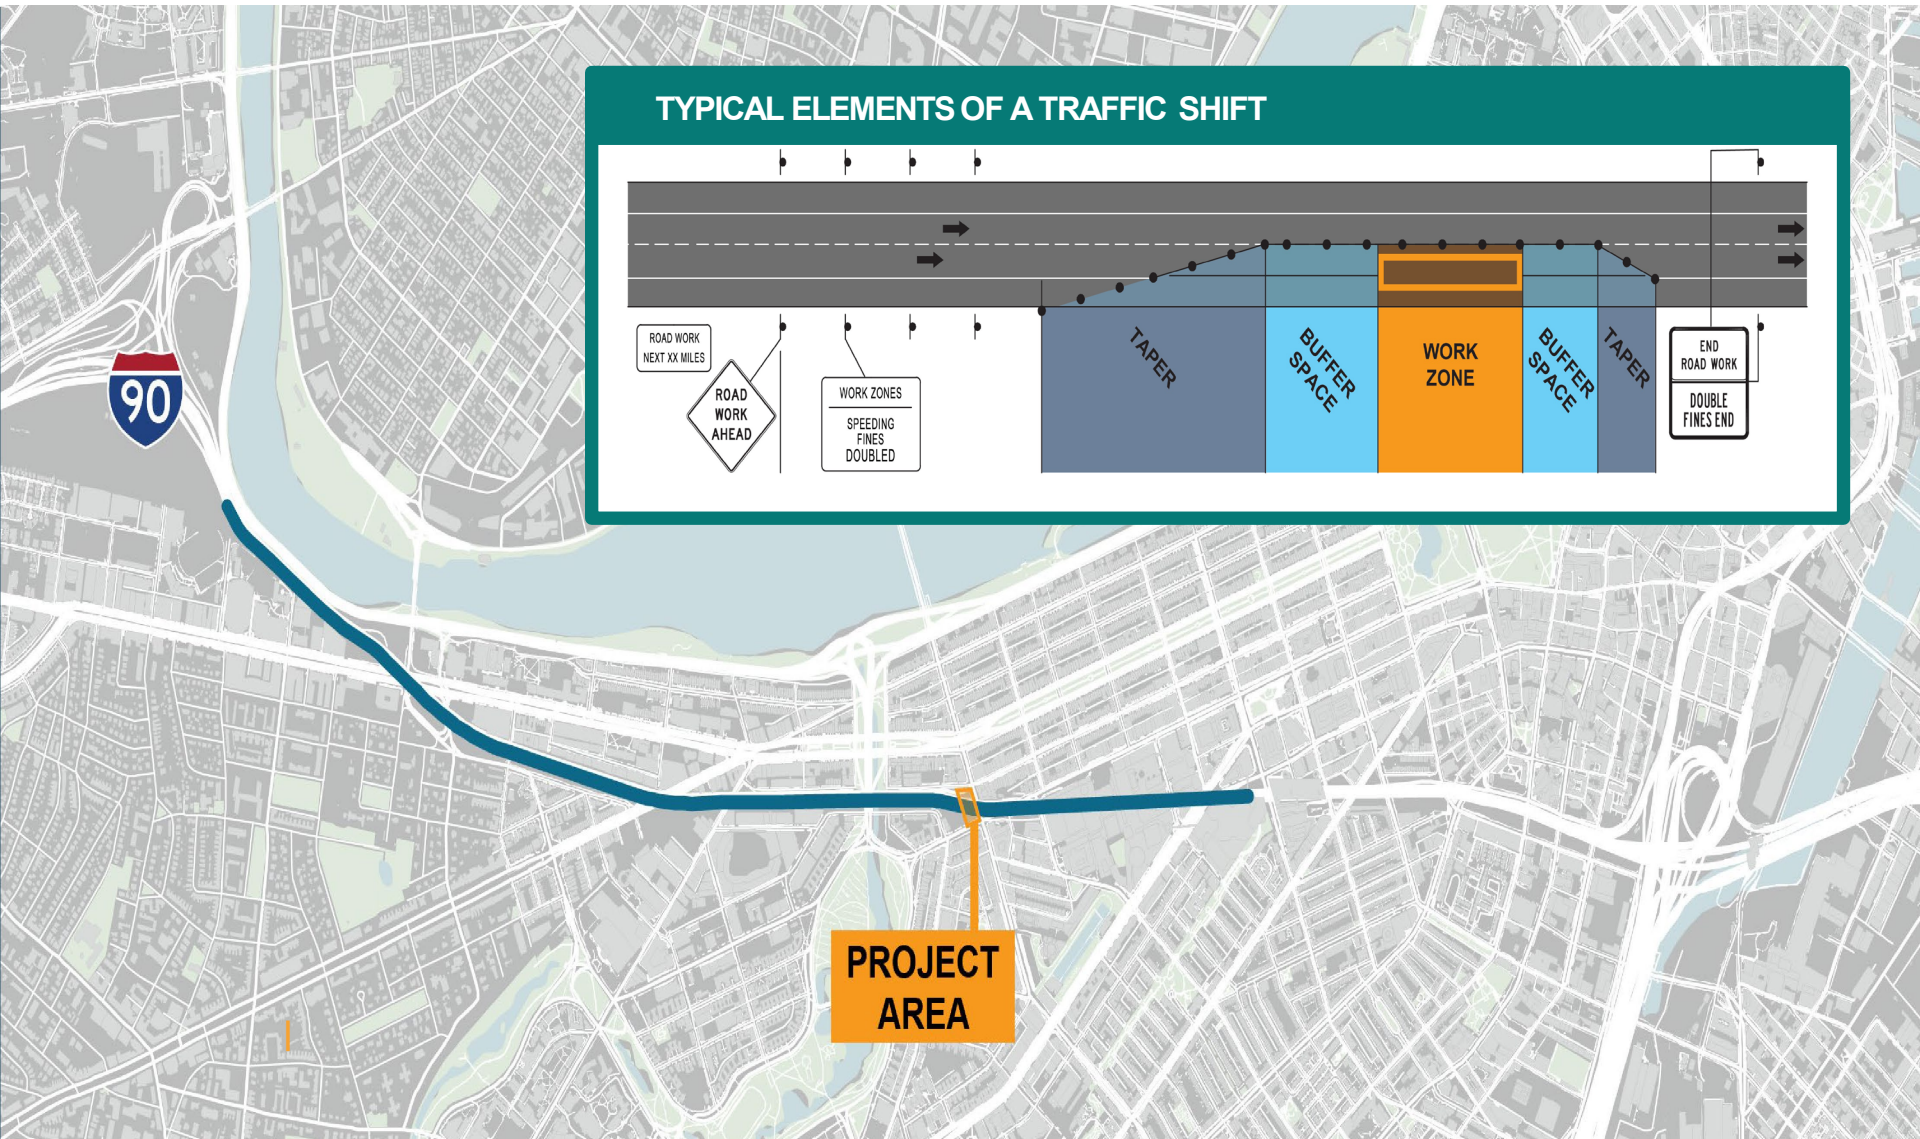 TYPICAL ELEMENTS OF A TRAFFIC SHIFT
ROAD WORK
NEXT XX MILES
ROAD
WORK
AHEAD
WORK ZONES
SPEEDING
FINES
DOUBLED
TAPER
BUFFER
SPACE
WORK
ZONE
BUFFER
SPACE
TAPER
END
ROAD WORK
DOUBLE
FINES END
90
PROJECT
AREA